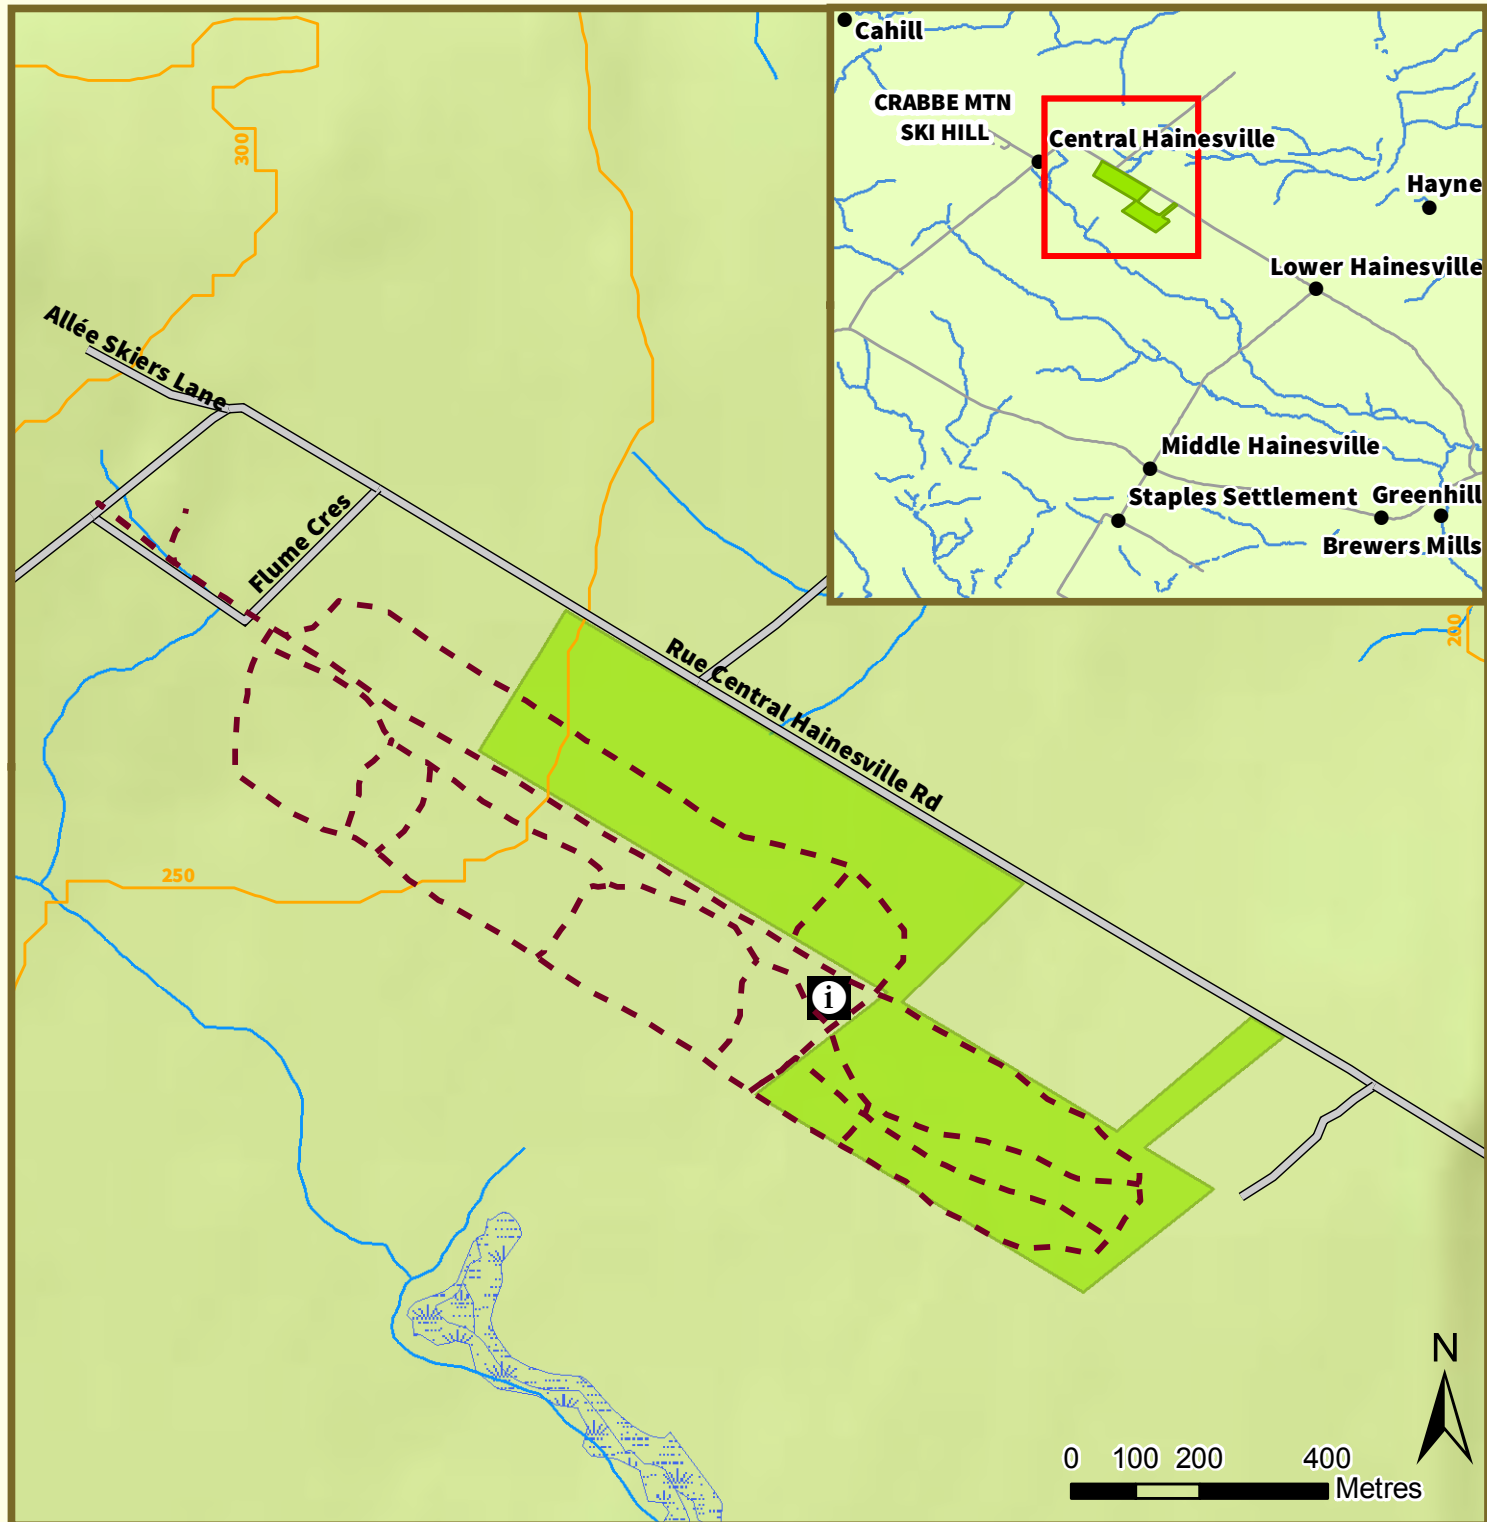 Cahill
CRABBE MTN
SKI HILL
Central Hainesville
Hayne
Lower Hainesville
Middle Hainesville
Staples Settlement
Greenhill
Brewers Mills
300
Allée Skiers Lane
Flume Cres
200
Rue Central Hainesville Rd
250
i
N
0 100 200 400
Metres